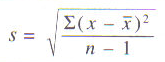 s = √(Σ(x − x̄)² / (n − 1))